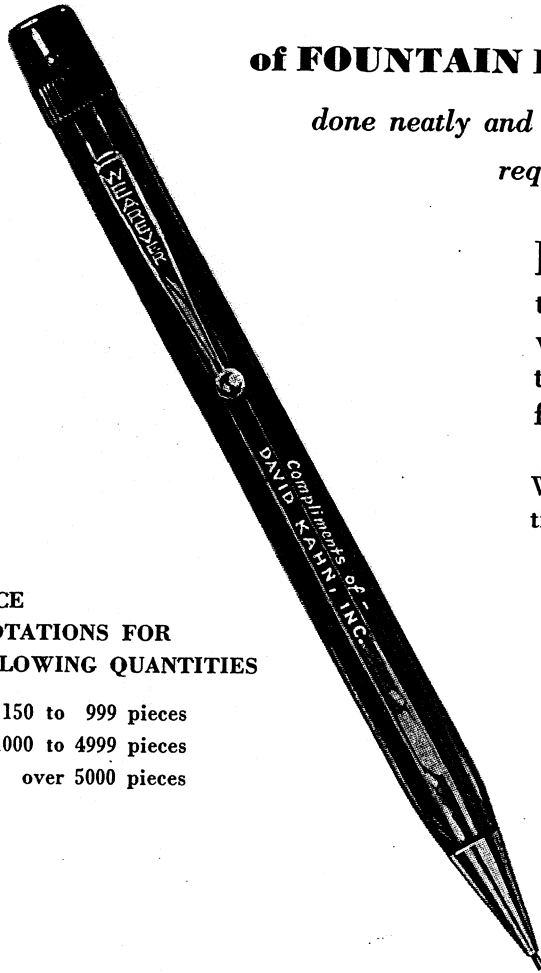 of FOUNTAIN
done neatly and
req
WEAREVER
t
v
t
f
W
t
Compliments of -
DAVID KAHN, INC.
CE
OTATIONS FOR
LOWING QUANTITIES
150 to 999 pieces
000 to 4999 pieces
over 5000 pieces